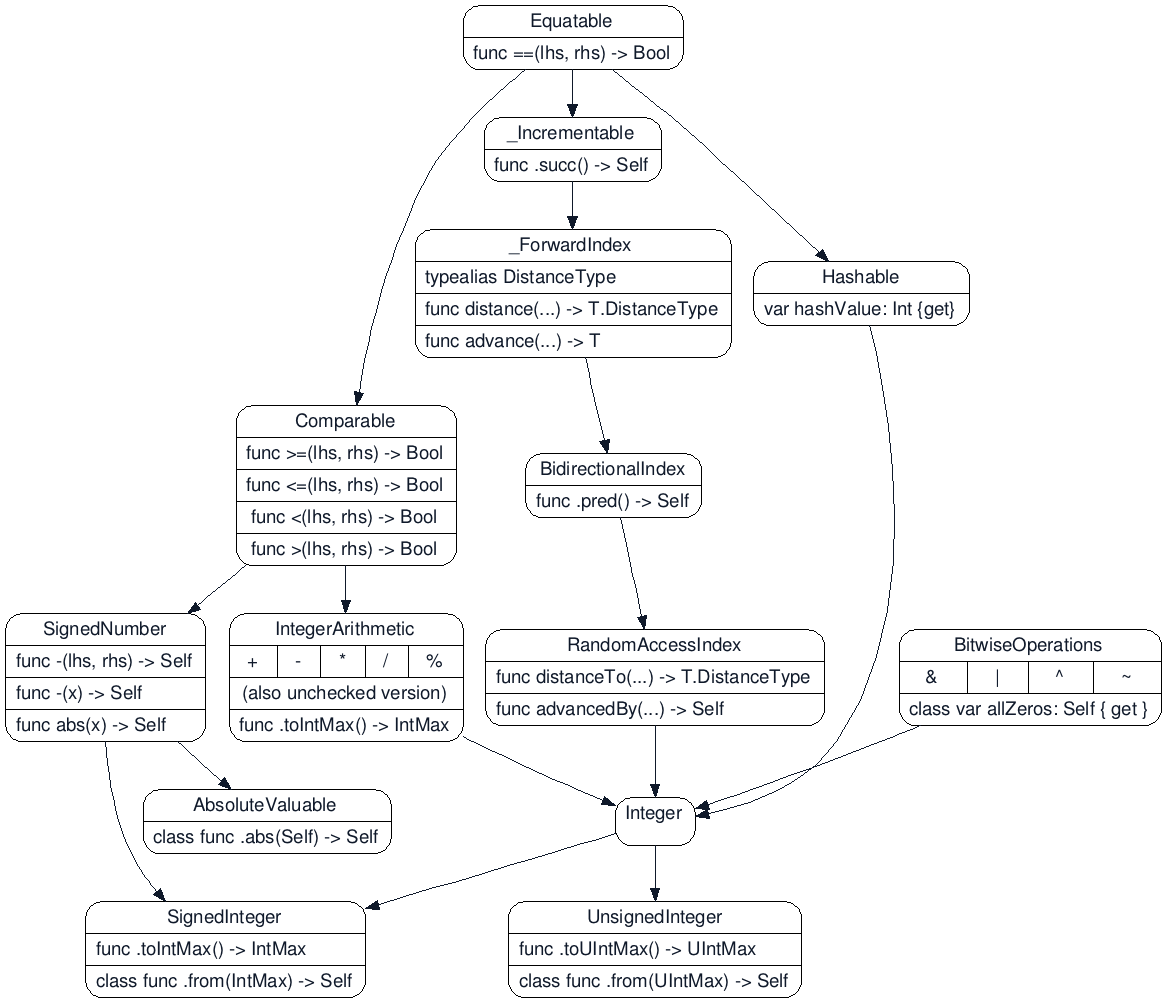 Equatable
func ==(lhs, rhs) -> Bool
_Incrementable
func .succ() -> Self
_ForwardIndex
typealias DistanceType
func distance(...) -> T.DistanceType
func advance(...) -> T
Hashable
var hashValue: Int {get}
Comparable
func >=(lhs, rhs) -> Bool
func <=(lhs, rhs) -> Bool
func <(lhs, rhs) -> Bool
func >(lhs, rhs) -> Bool
BidirectionalIndex
func .pred() -> Self
SignedNumber
func -(lhs, rhs) -> Self
func -(x) -> Self
func abs(x) -> Self
IntegerArithmetic
+ - * / %
(also unchecked version)
func .toIntMax() -> IntMax
RandomAccessIndex
func distanceTo(...) -> T.DistanceType
func advancedBy(...) -> Self
BitwiseOperations
& | ^ ~
class var allZeros: Self { get }
AbsoluteValuable
class func .abs(Self) -> Self
Integer
SignedInteger
func .toIntMax() -> IntMax
class func .from(IntMax) -> Self
UnsignedInteger
func .toUIntMax() -> UIntMax
class func .from(UIntMax) -> Self